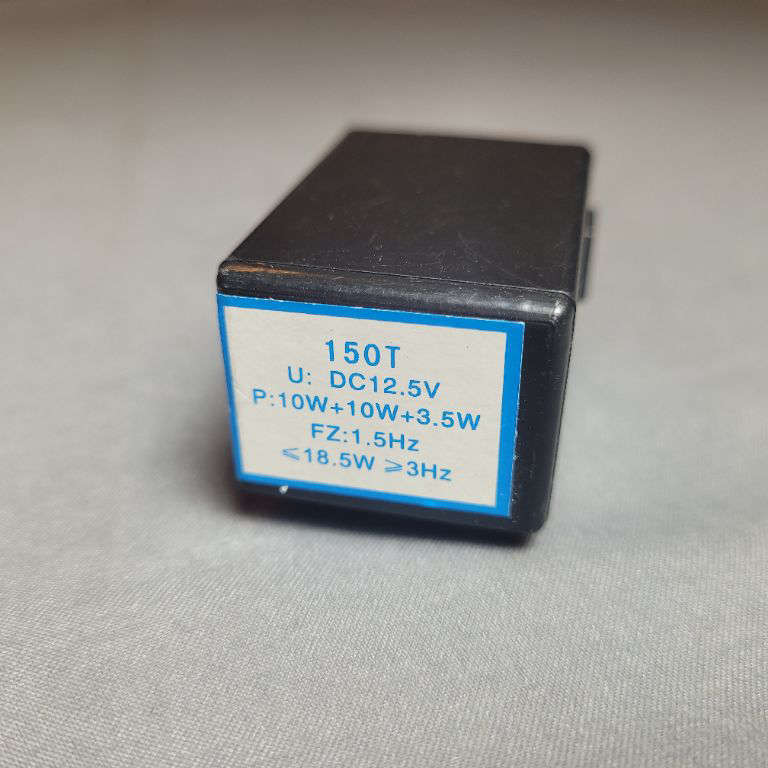 150T
U: DC12.5V
P:10W+10W+3.5W
FZ:1.5Hz
⩽18.5W ⩾3Hz